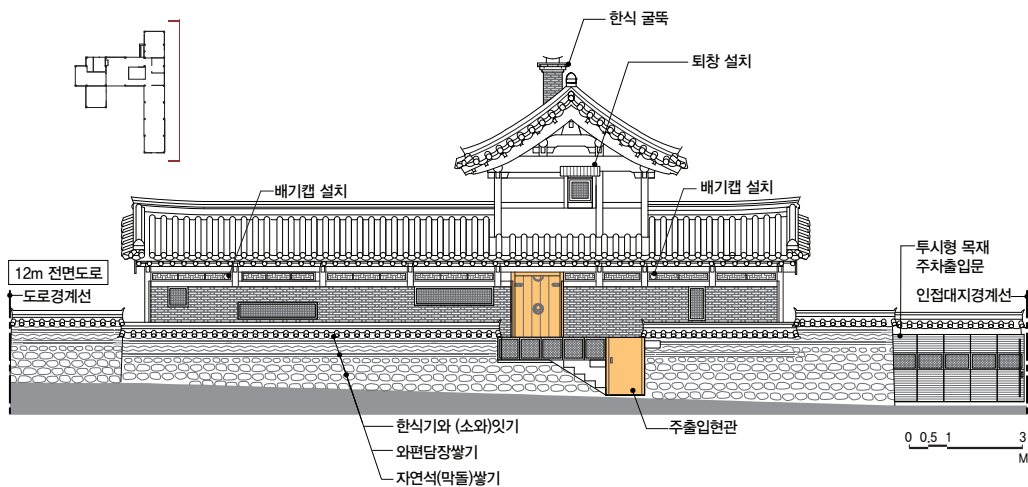 한식 굴뚝
퇴창 설치
배기캡 설치
배기캡 설치
12m 전면도로
도로경계선
투시형 목재
주차출입문
인접대지경계선
한식기와 (소와)잇기
와편담장쌓기
자연석(막돌)쌓기
주출입현관
0 0.5 1 3
M